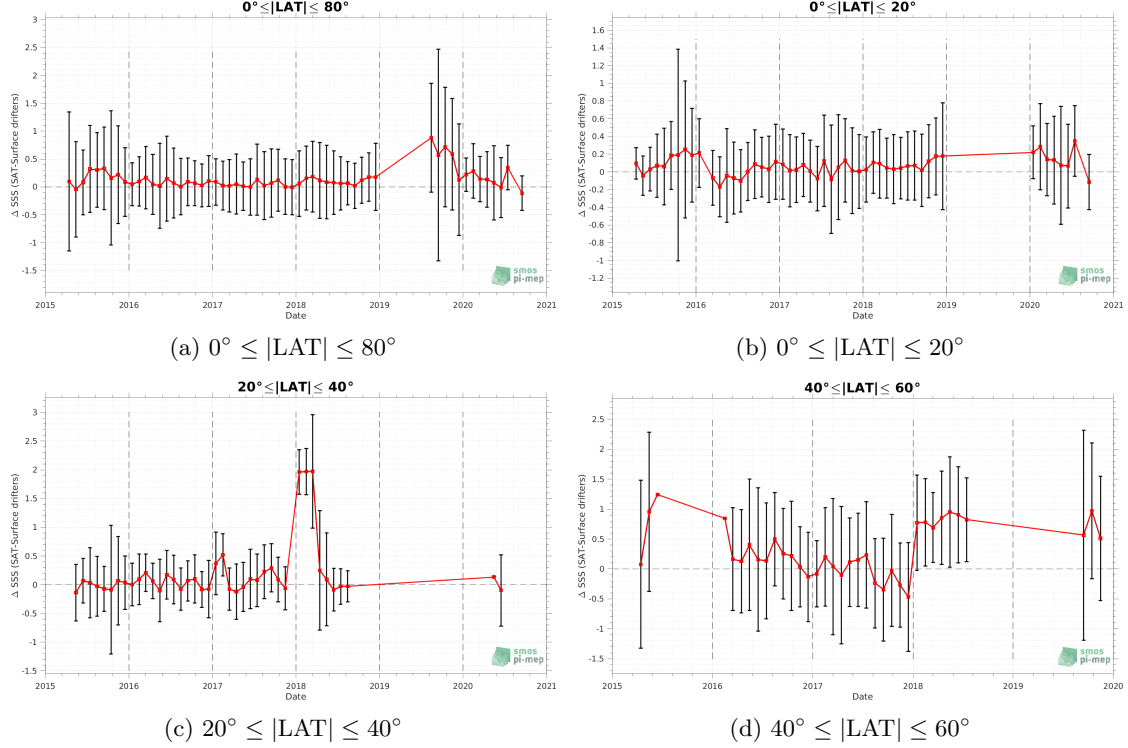 0°≤|LAT|≤ 80°
Δ SSS (SAT-Surface drifters)
3
2.5
2
1.5
1
0.5
0
-0.5
-1
-1.5
2015 2016 2017 2018 2019 2020 2021
Date
smos
pi-mep
(a) 0° ≤ |LAT| ≤ 80°
0°≤|LAT|≤ 20°
Δ SSS (SAT-Surface drifters)
1.6
1.4
1.2
1
0.8
0.6
0.4
0.2
0
-0.2
-0.4
-0.6
-0.8
-1
-1.2
2015 2016 2017 2018 2019 2020 2021
Date
smos
pi-mep
(b) 0° ≤ |LAT| ≤ 20°
20°≤|LAT|≤ 40°
Δ SSS (SAT-Surface drifters)
3
2.5
2
1.5
1
0.5
0
-0.5
-1
-1.5
2015 2016 2017 2018 2019 2020 2021
Date
smos
pi-mep
(c) 20° ≤ |LAT| ≤ 40°
40°≤|LAT|≤ 60°
Δ SSS (SAT-Surface drifters)
2.5
2
1.5
1
0.5
0
-0.5
-1
-1.5
2015 2016 2017 2018 2019 2020
Date
smos
pi-mep
(d) 40° ≤ |LAT| ≤ 60°